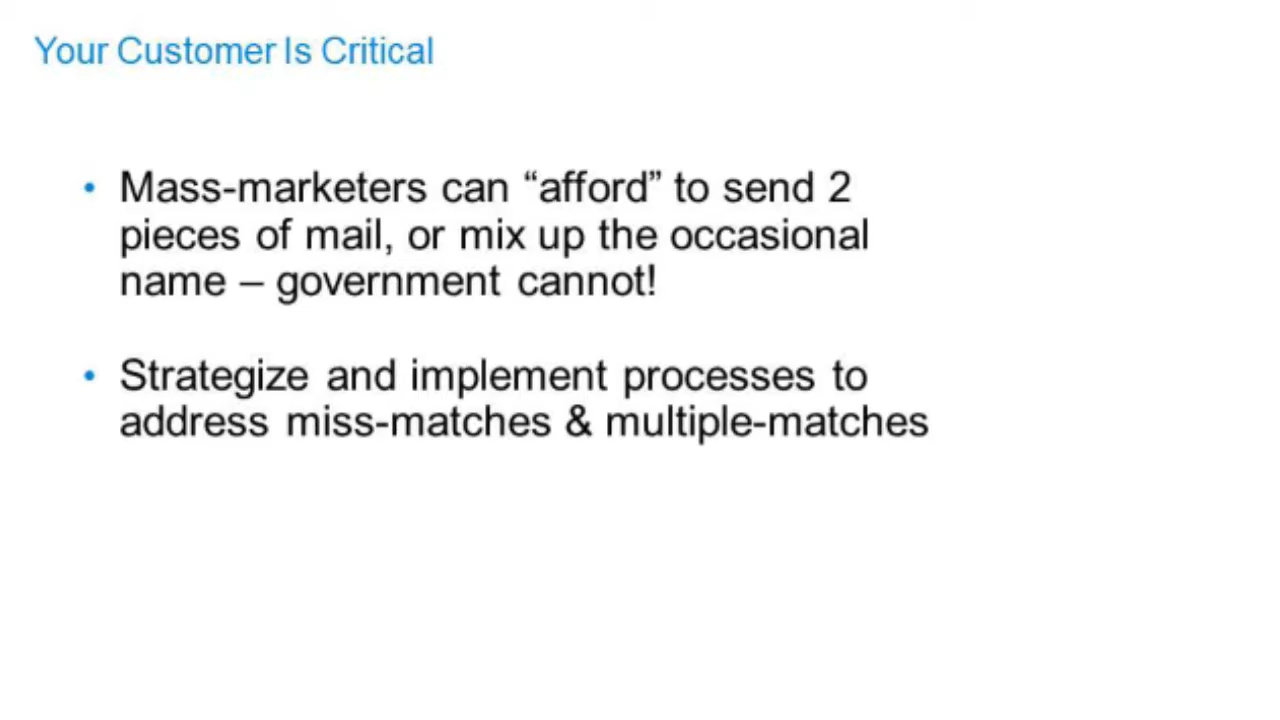 Your Customer Is Critical
• Mass-marketers can “afford” to send 2
pieces of mail, or mix up the occasional
name – government cannot!
• Strategize and implement processes to
address miss-matches & multiple-matches